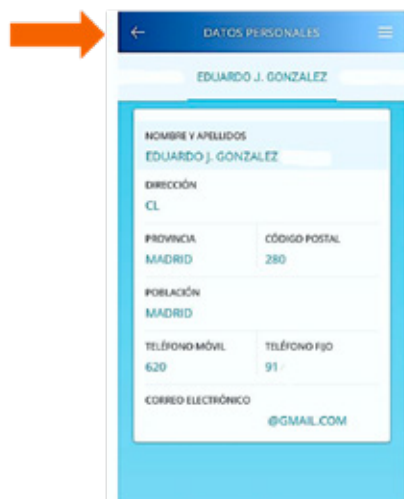 DATOS PERSONALES
EDUARDO J. GONZALEZ
NOMBRE Y APELLIDOS
EDUARDO J. GONZALEZ
DIRECCIÓN
CL
PROVINCIA CÓDIGO POSTAL
MADRID 280
POBLACIÓN
MADRID
TELÉFONO MÓVIL TELÉFONO FIJO
620 91
CORREO ELECTRÓNICO
@GMAIL.COM